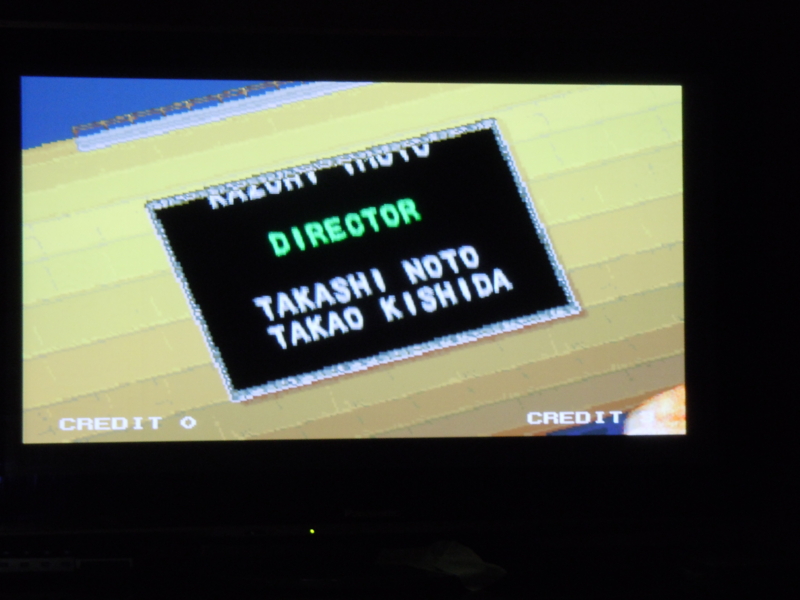 DIRECTOR
TAKASHI NOTO
TAKAO KISHIDA
CREDIT 0
CREDIT